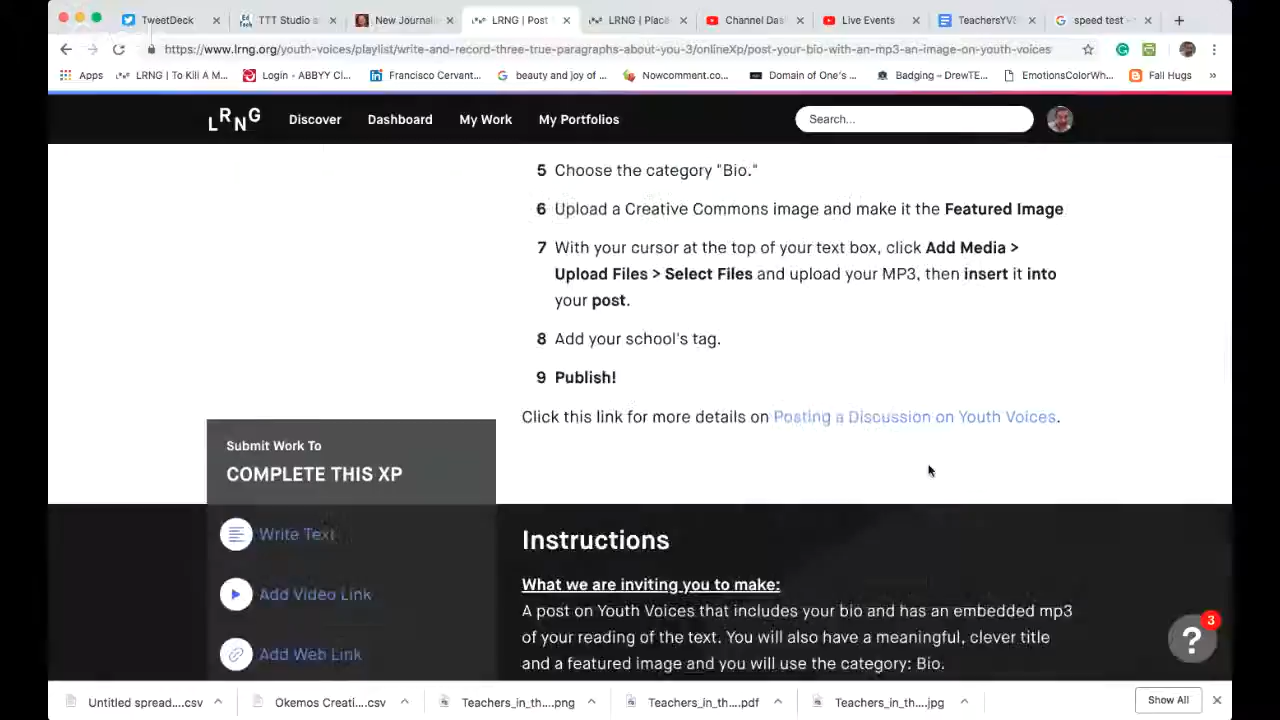 TweetDeck
TTT Studio a
New Journal
LRNG | Post
LRNG | Place
Channel Das
Live Events
TeachersYVS
speed test -
https://www.lrng.org/youth-voices/playlist/write-and-record-three-true-paragraphs-about-you-3/onlineXp/post-your-bio-with-an-mp3-an-image-on-youth-voices
Apps
LRNG | To Kill A M...
Login - ABBYY Cl...
Francisco Cervant...
beauty and joy of ...
Nowcomment.co...
Domain of One's ...
Badging – DrewTE...
EmotionsColorWh...
Fall Hugs
»
LRNG
Discover
Dashboard
My Work
My Portfolios
Search...
5 Choose the category "Bio."
6 Upload a Creative Commons image and make it the Featured Image
7 With your cursor at the top of your text box, click Add Media >
Upload Files > Select Files and upload your MP3, then insert it into
your post.
8 Add your school's tag.
9 Publish!
Click this link for more details on Posting a Discussion on Youth Voices.
Submit Work To
COMPLETE THIS XP
Write Text
Add Video Link
Add Web Link
Instructions
What we are inviting you to make:
A post on Youth Voices that includes your bio and has an embedded mp3
of your reading of the text. You will also have a meaningful, clever title
and a featured image and you will use the category: Bio.
3
?
Untitled spread....csv
Okemos Creati....csv
Teachers_in_th....png
Teachers_in_th....pdf
Teachers_in_th....jpg
Show All